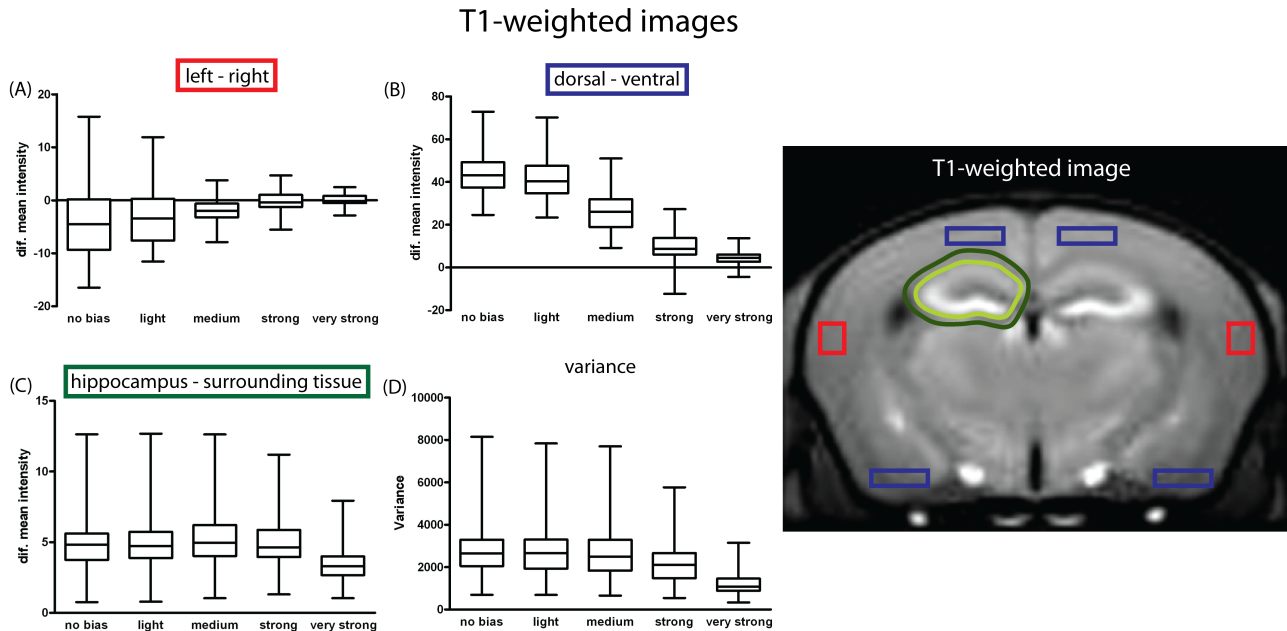 T1-weighted images
(A)
left - right
20
10
0
-10
-20
dif. mean intensity
no bias light medium strong very strong
(B)
dorsal - ventral
80
60
40
20
0
-20
dif. mean intensity
no bias light medium strong very strong
(C)
hippocampus - surrounding tissue
15
10
5
0
dif. mean intensity
no bias light medium strong very strong
(D)
variance
10000
8000
6000
4000
2000
0
Variance
no bias light medium strong very strong
T1-weighted image